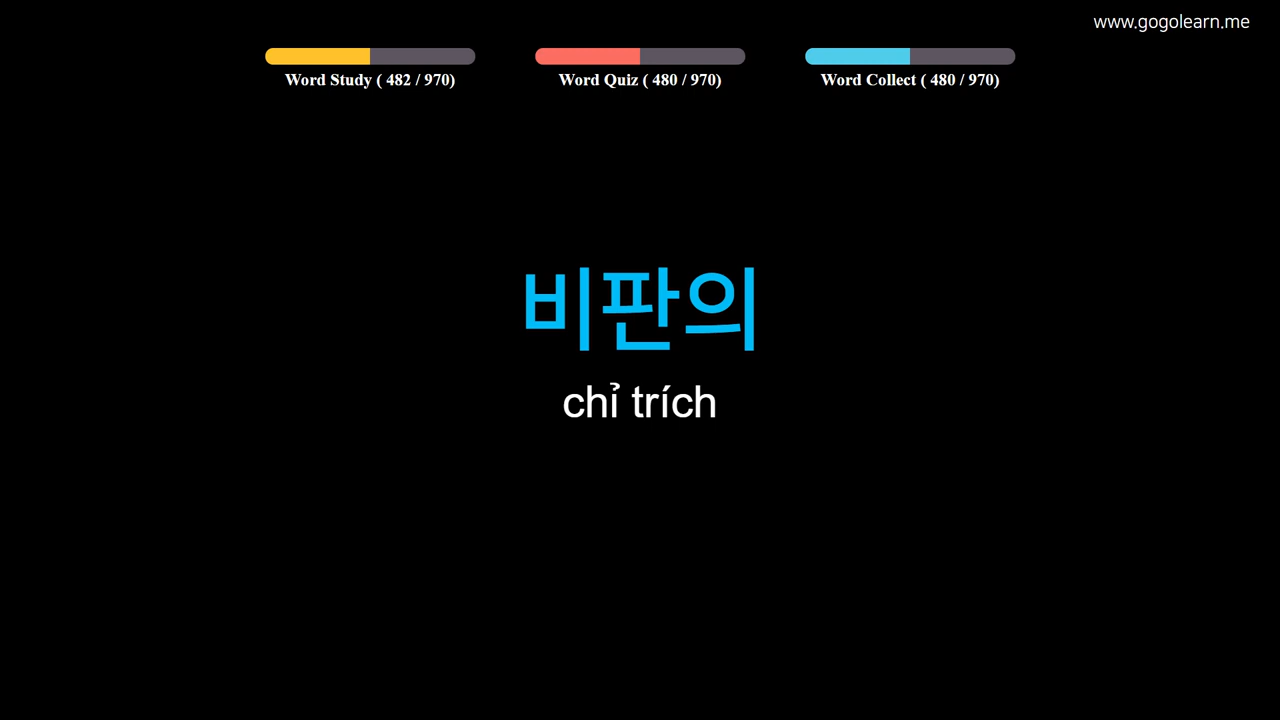 www.gogolearn.me
Word Study ( 482 / 970)
Word Quiz ( 480 / 970)
Word Collect ( 480 / 970)
비판의
chỉ trích